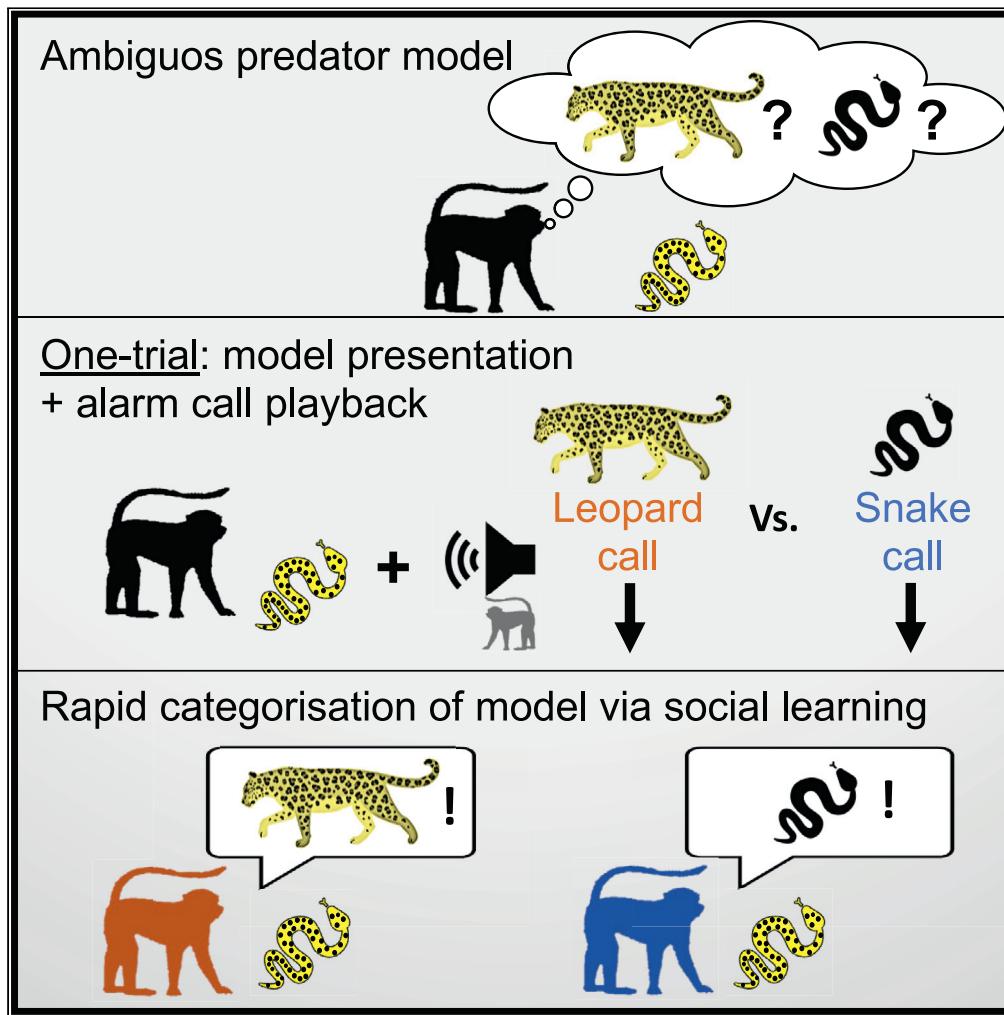 Ambiguos predator model
? ?
One-trial: model presentation
+ alarm call playback
+
Leopard
call
Vs.
Snake
call
Rapid categorisation of model via social learning
! !